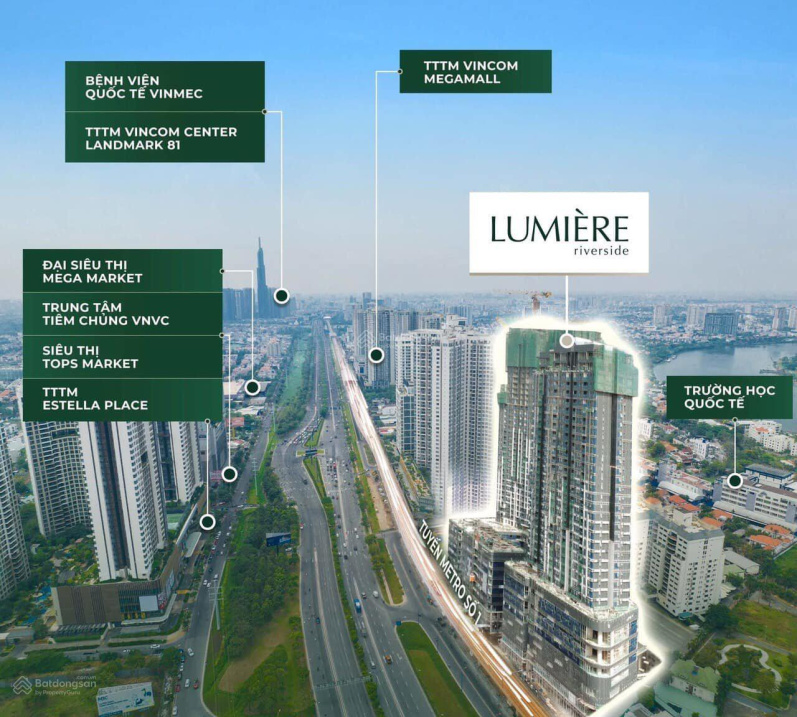 BỆNH VIỆN
QUỐC TẾ VINMEC
TTTM VINCOM CENTER
LANDMARK 81
TTTM VINCOM
MEGAMALL
LUMIÈRE
riverside
ĐẠI SIÊU THỊ
MEGA MARKET
TRUNG TÂM
TIÊM CHỦNG VNVC
SIÊU THỊ
TOPS MARKET
TTTM
ESTELLA PLACE
TRƯỜNG HỌC
QUỐC TẾ
TUYẾN METRO SỐ 1
Batdongsan
by PropertyGuru